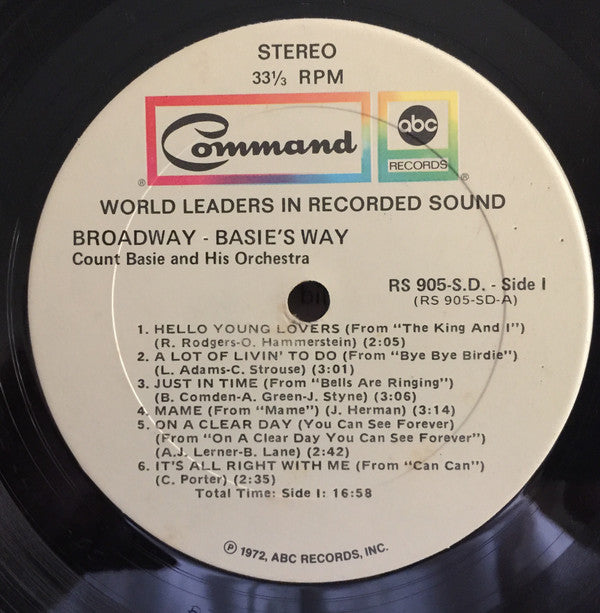 STEREO
33⅓ RPM
Command
abc
RECORDS
® ®
WORLD LEADERS IN RECORDED SOUND
BROADWAY - BASIE'S WAY
Count Basie and His Orchestra
RS 905-S.D. - Side I
(RS 905-SD-A)
1. HELLO YOUNG LOVERS (From "The King And I")
(R. Rodgers-O. Hammerstein) (2:05)
2. A LOT OF LIVIN' TO DO (From "Bye Bye Birdie")
(L. Adams-C. Strouse) (3:01)
3. JUST IN TIME (From "Bells Are Ringing")
(B. Comden-A. Green-J. Styne) (3:06)
4. MAME (From "Mame") (J. Herman) (3:14)
5. ON A CLEAR DAY (You Can See Forever)
(From "On A Clear Day You Can See Forever")
(A.J. Lerner-B. Lane) (2:42)
6. IT'S ALL RIGHT WITH ME (From "Can Can")
(C. Porter) (2:35)
Total Time: Side I: 16:58
℗ 1972, ABC RECORDS, INC.